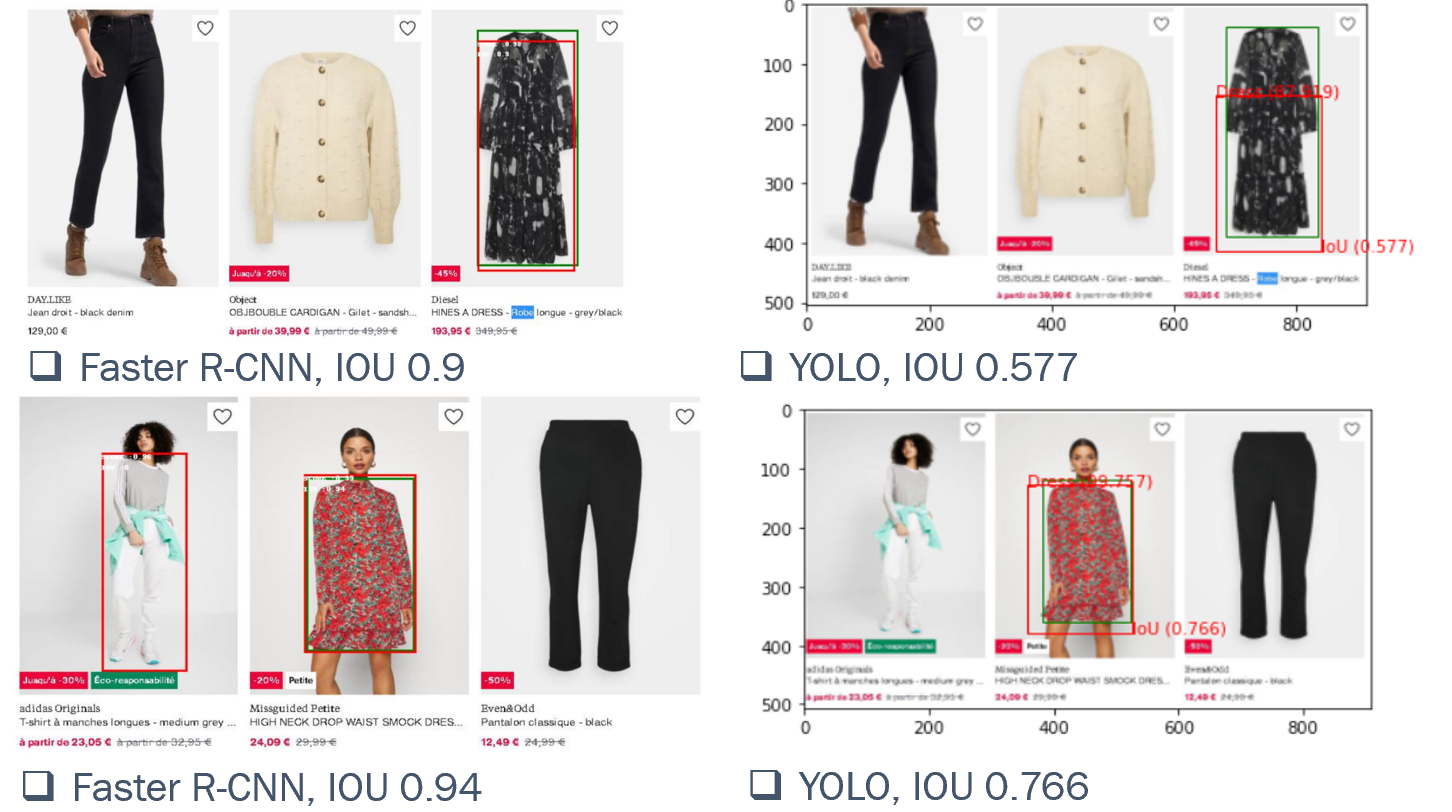 Jusqu'à -20%
-45%
DAY.LIKE
Jean droit - black denim
129,00 €
Object
OBJBOUBLE CARDIGAN - Gilet - sandsh...
à partir de 39,99 € à partir de 49,99 €
Diesel
HINES A DRESS - Robe longue - grey/black
193,95 € 349,95 €
❑ Faster R-CNN, IOU 0.9
0
100
200
300
400
500
Dress (87.919)
IoU (0.577)
Jusqu'à -20%
-45%
DAY.LIKE
Jean droit - black denim
129,00 €
Object
OBJBOUBLE CARDIGAN - Gilet - sandsh...
à partir de 39,99 € à partir de 49,99 €
Diesel
HINES A DRESS - Robe longue - grey/black
193,95 € 349,95 €
0 200 400 600 800
❑ YOLO, IOU 0.577
Jusqu'à -30% Éco-responsabilité
-20% Petite
-50%
adidas Originals
T-shirt à manches longues - medium grey ...
à partir de 23,05 € à partir de 32,95 €
Missguided Petite
HIGH NECK DROP WAIST SMOCK DRES...
24,09 € 29,99 €
Even&Odd
Pantalon classique - black
12,49 € 24,99 €
❑ Faster R-CNN, IOU 0.94
0
100
200
300
400
500
Dress (99.757)
IoU (0.766)
Jusqu'à -30% Éco-responsabilité
-20% Petite
-50%
adidas Originals
T-shirt à manches longues - medium grey ...
à partir de 23,05 € à partir de 32,95 €
Missguided Petite
HIGH NECK DROP WAIST SMOCK DRES...
24,09 € 29,99 €
Even&Odd
Pantalon classique - black
12,49 € 24,99 €
0 200 400 600 800
❑ YOLO, IOU 0.766